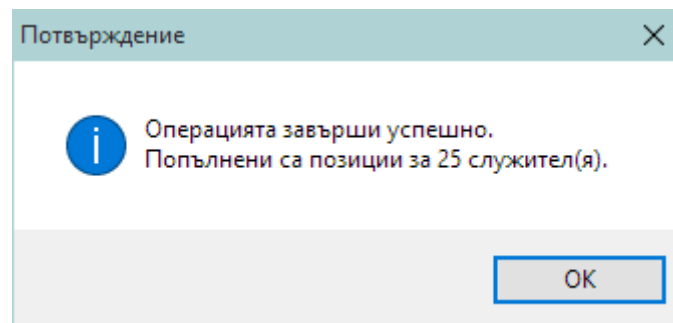 Потвърждение
Операцията завърши успешно.
Попълнени са позиции за 25 служител(я).
OK